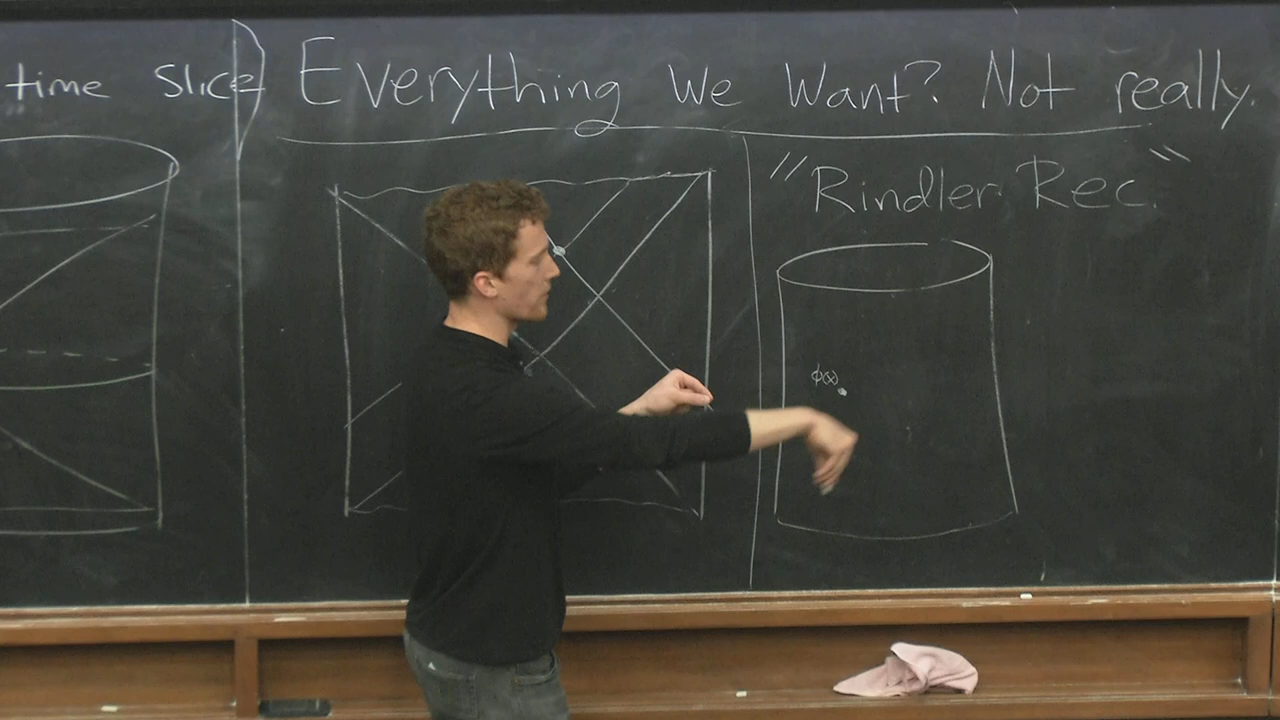 time Slice
Everything We Want? Not really.
"Rindler Rec."
φ(x)